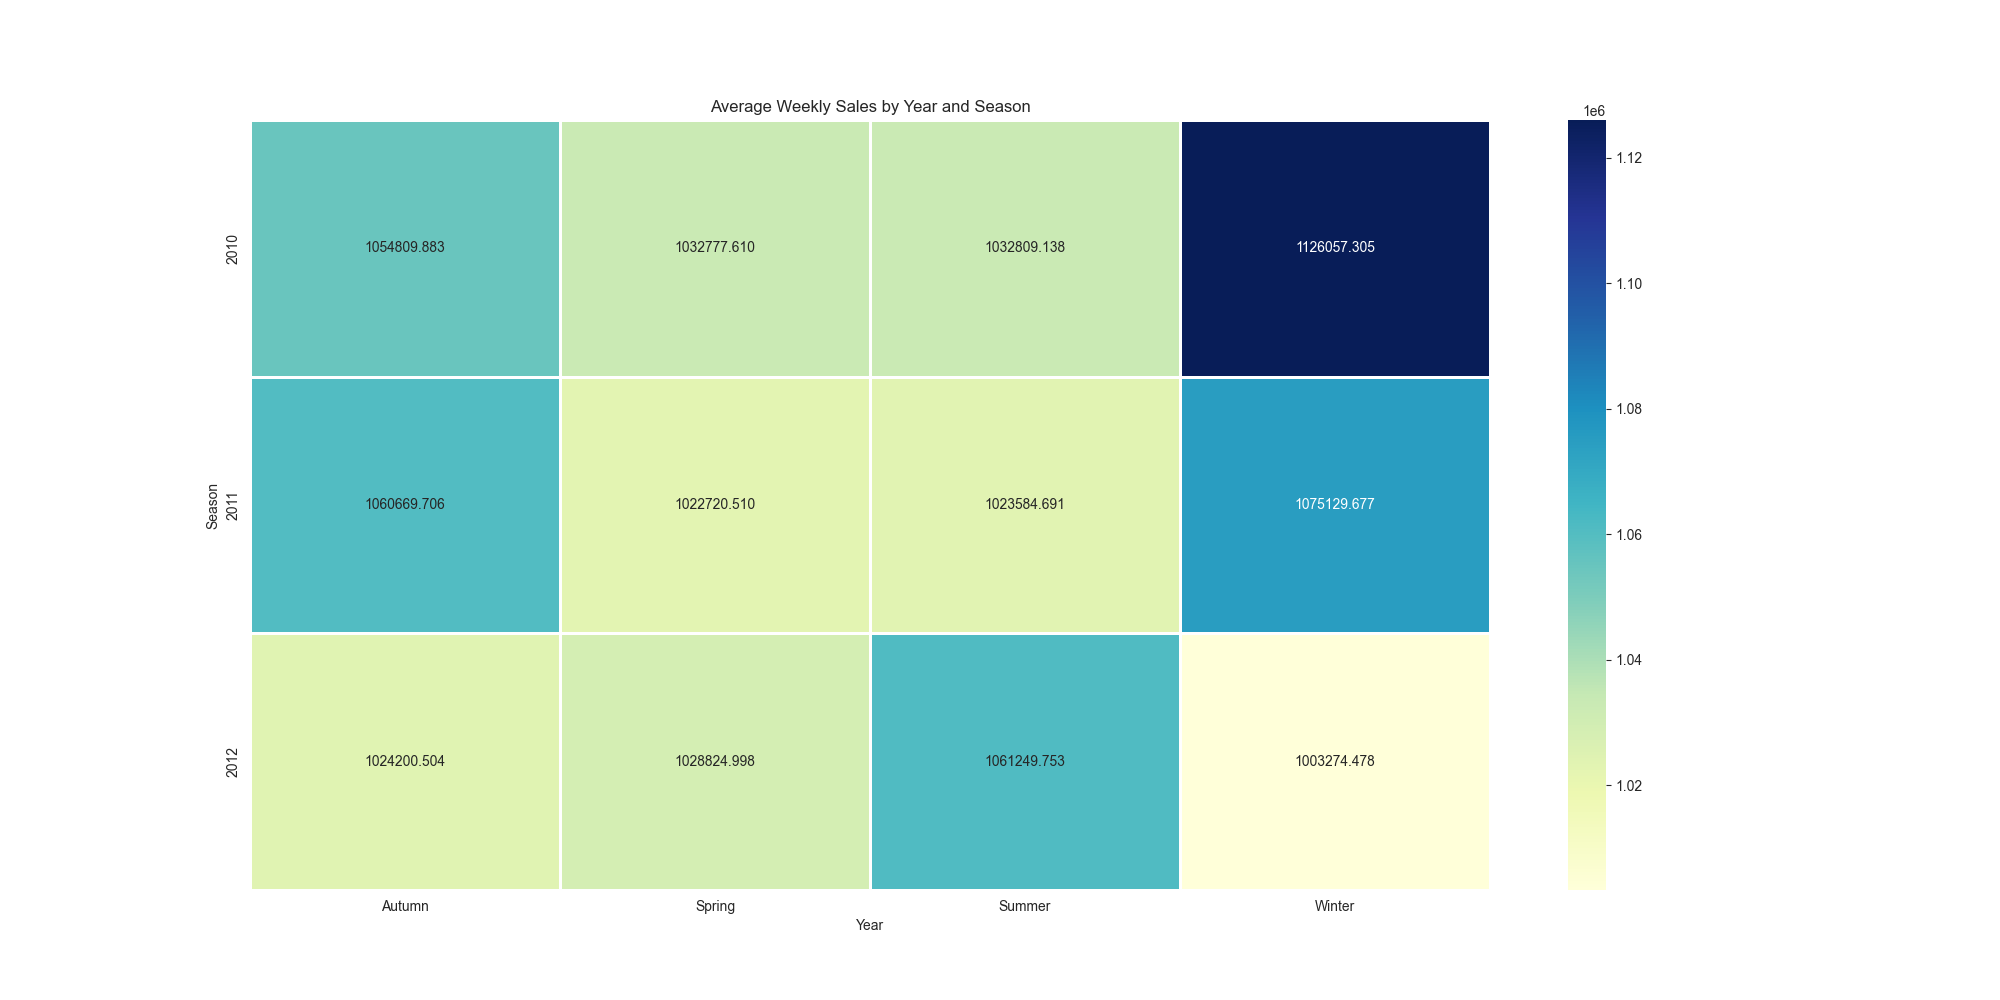 Average Weekly Sales by Year and Season
1e6
2010
1054809.883
1032777.610
1032809.138
1126057.305
Season
2011
1060669.706
1022720.510
1023584.691
1075129.677
2012
1024200.504
1028824.998
1061249.753
1003274.478
Autumn
Spring
Summer
Winter
Year
1.12
1.10
1.08
1.06
1.04
1.02